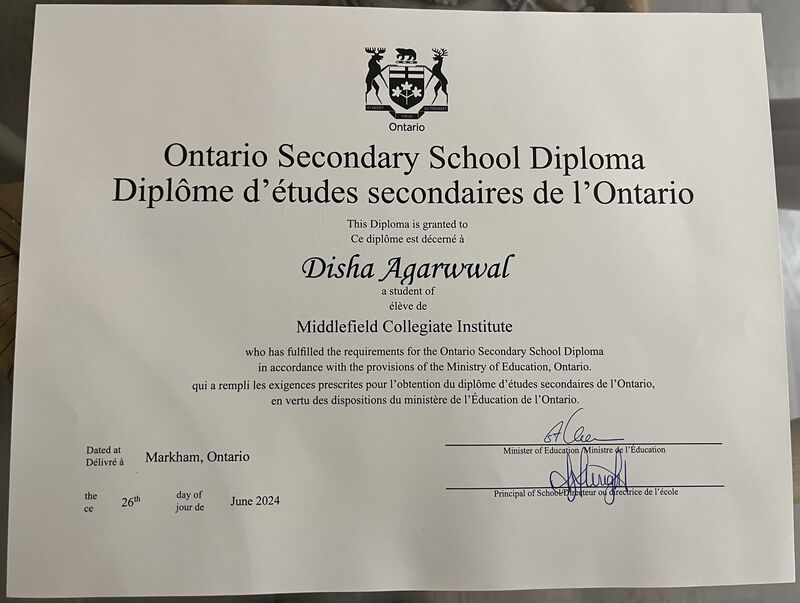 Ontario
Ontario Secondary School Diploma
Diplôme d’études secondaires de l’Ontario
This Diploma is granted to
Ce diplôme est décerné à
Disha Agarwwal
a student of
élève de
Middlefield Collegiate Institute
who has fulfilled the requirements for the Ontario Secondary School Diploma
in accordance with the provisions of the Ministry of Education, Ontario.
qui a rempli les exigences prescrites pour l’obtention du diplôme d’études secondaires de l’Ontario,
en vertu des dispositions du ministère de l’Éducation de l’Ontario.
Dated at
Délivré à
Markham, Ontario
the
ce
26th
day of
jour de
June 2024
Minister of Education/Ministre de l’Éducation
Principal of School/Directeur ou directrice de l’école